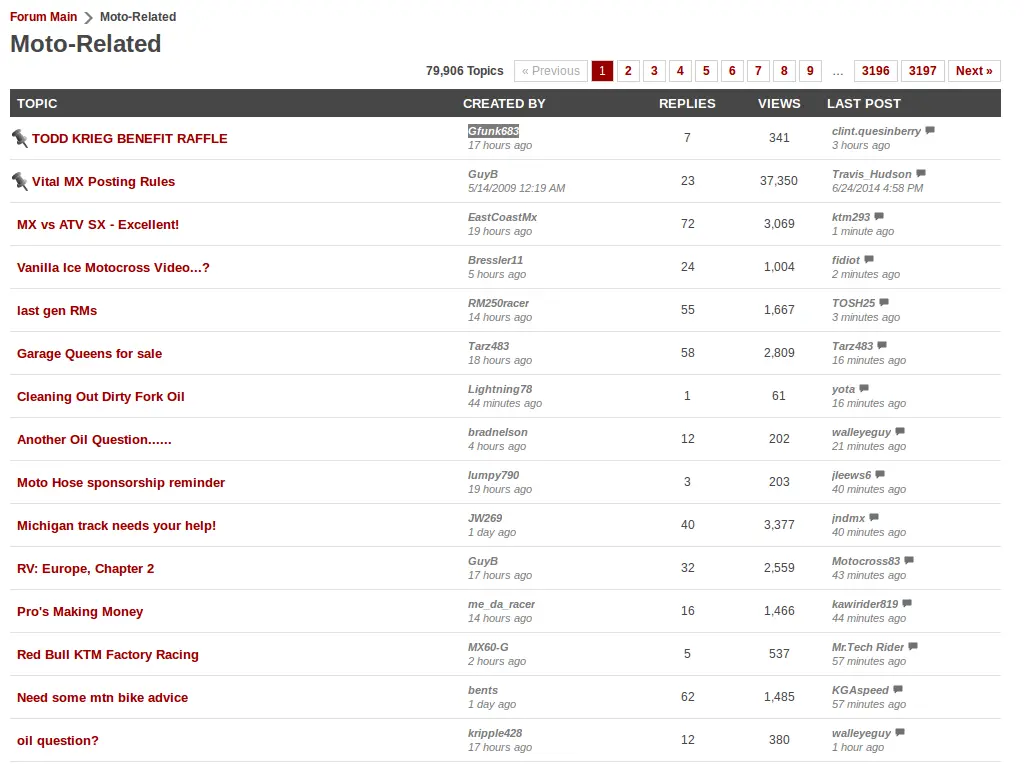 Forum Main Moto-Related
Moto-Related
79,906 Topics « Previous 1 2 3 4 5 6 7 8 9 ... 3196 3197 Next »
TOPIC CREATED BY REPLIES VIEWS LAST POST
TODD KRIEG BENEFIT RAFFLE Gfunk683 7 341 clint.quesinberry
17 hours ago 3 hours ago
Vital MX Posting Rules GuyB 23 37,350 Travis_Hudson
5/14/2009 12:19 AM 6/24/2014 4:58 PM
MX vs ATV SX - Excellent! EastCoastMx 72 3,069 ktm293
19 hours ago 1 minute ago
Vanilla Ice Motocross Video...? Bressler11 24 1,004 fidiot
5 hours ago 2 minutes ago
last gen RMs RM250racer 55 1,667 TOSH25
14 hours ago 3 minutes ago
Garage Queens for sale Tarz483 58 2,809 Tarz483
18 hours ago 16 minutes ago
Cleaning Out Dirty Fork Oil Lightning78 1 61 yota
44 minutes ago 16 minutes ago
Another Oil Question...... bradnelson 12 202 walleyeguy
4 hours ago 21 minutes ago
Moto Hose sponsorship reminder lumpy790 3 203 jleews6
19 hours ago 40 minutes ago
Michigan track needs your help! JW269 40 3,377 jndmx
1 day ago 40 minutes ago
RV: Europe, Chapter 2 GuyB 32 2,559 Motocross83
17 hours ago 43 minutes ago
Pro's Making Money me_da_racer 16 1,466 kawirider819
14 hours ago 44 minutes ago
Red Bull KTM Factory Racing MX60-G 5 537 Mr.Tech Rider
2 hours ago 57 minutes ago
Need some mtn bike advice bents 62 1,485 KGAspeed
1 day ago 57 minutes ago
oil question? kripple428 12 380 walleyeguy
17 hours ago 1 hour ago